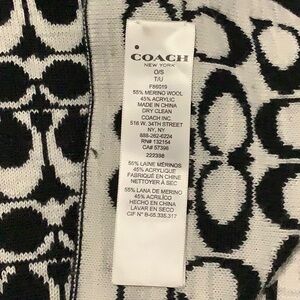 COACH
NEW YORK
O/S
T/U
F86019
55% MERINO WOOL
45% ACRYLIC
MADE IN CHINA
DRY CLEAN
COACH INC.
516 W. 34TH STREET
NY, NY
888-262-6224
RN# 132154
CA# 57398
222398
55% LAINE MÉRINOS
45% ACRYLIQUE
FABRIQUÉ EN CHINE
NETTOYER À SEC
55% LANA DE MERINO
45% ACRÍLICO
HECHO EN CHINA
LAVAR EN SECO
CIF Nº B-65.335.317